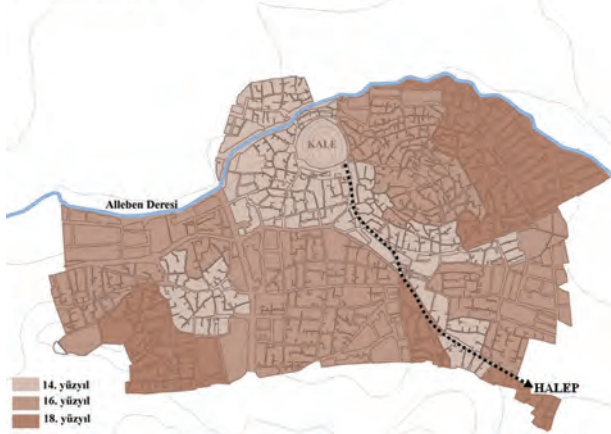 KALE
Alleben Deresi
HALEP
14. yüzyıl
16. yüzyıl
18. yüzyıl